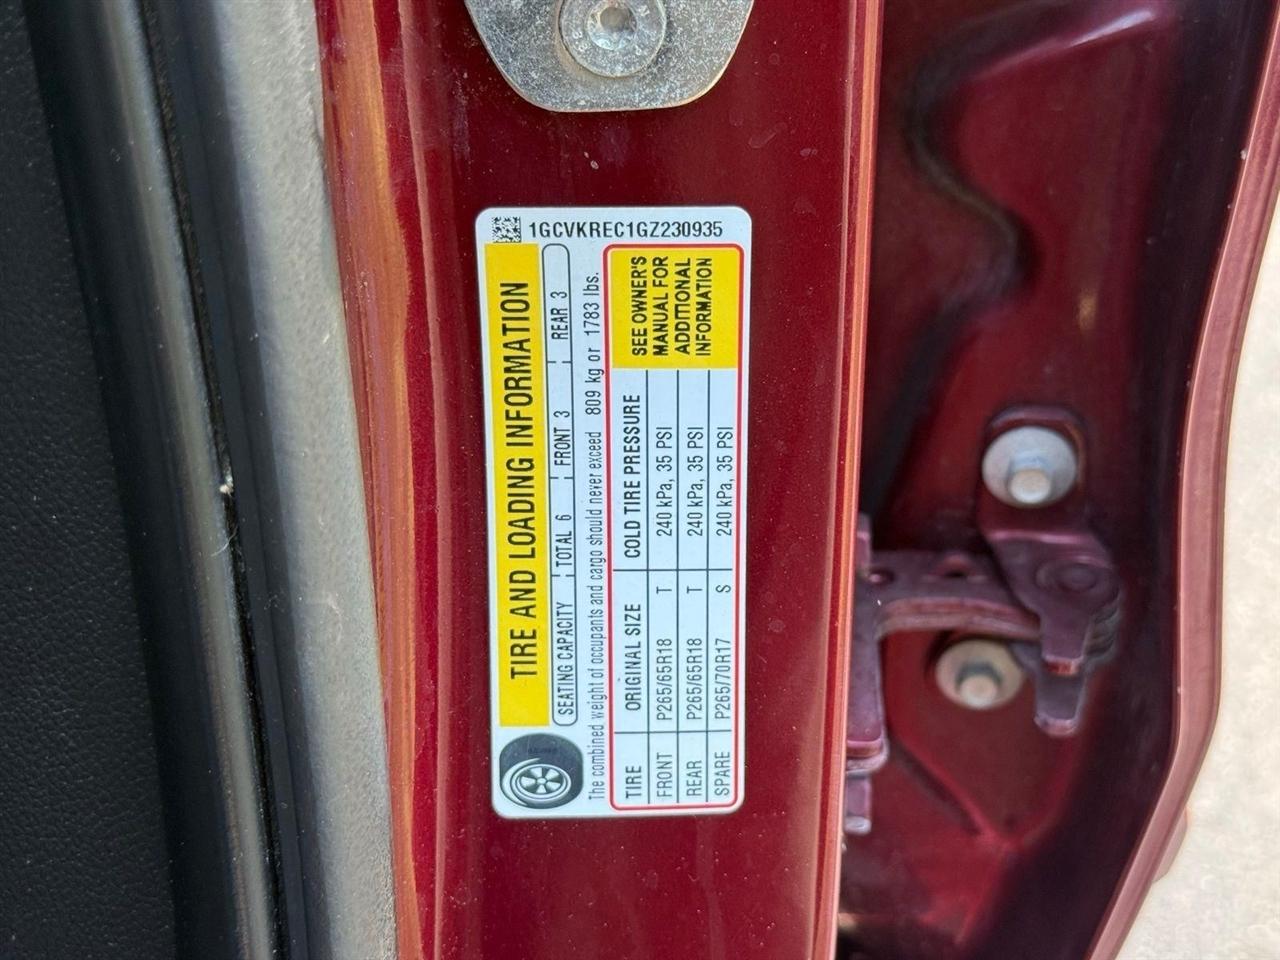 1GCVKREC1GZ230935
TIRE AND LOADING INFORMATION
SEATING CAPACITY TOTAL 6 FRONT 3 REAR 3
The combined weight of occupants and cargo should never exceed 809 kg or 1783 lbs.
TIRE ORIGINAL SIZE COLD TIRE PRESSURE
FRONT P265/65R18 T 240 kPa, 35 PSI
REAR P265/65R18 T 240 kPa, 35 PSI
SPARE P265/70R17 S 240 kPa, 35 PSI
SEE OWNER'S
MANUAL FOR
ADDITIONAL
INFORMATION